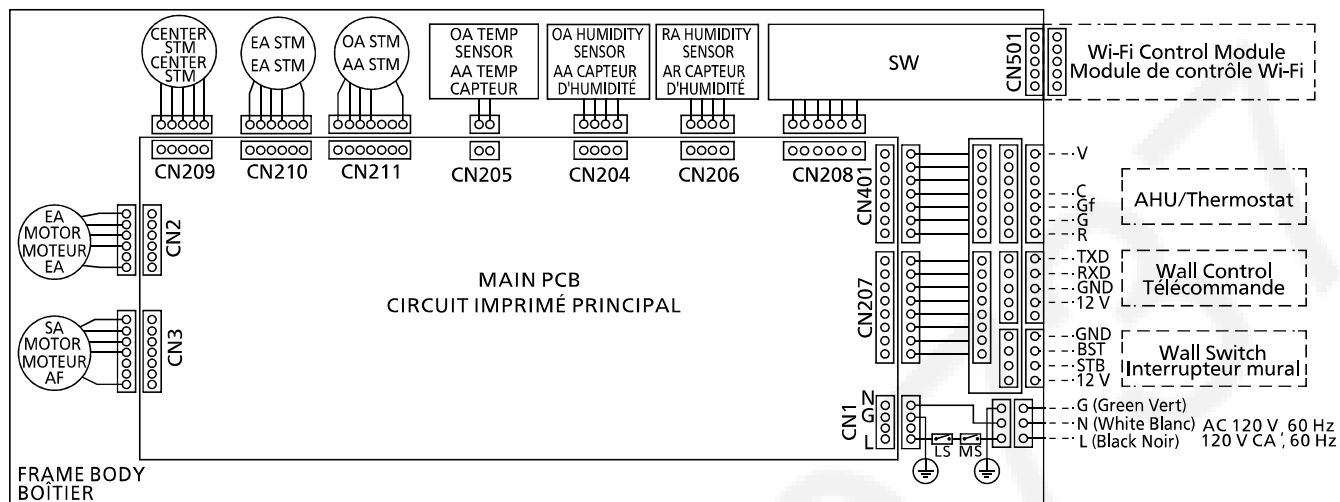 CENTER
STM
CENTER
STM
EA STM
EA STM
OA STM
AA STM
OA TEMP
SENSOR
AA TEMP
CAPTEUR
OA HUMIDITY
SENSOR
AA CAPTEUR
D'HUMIDITÉ
RA HUMIDITY
SENSOR
AR CAPTEUR
D'HUMIDITÉ
SW
CN501
Wi-Fi Control Module
Module de contrôle Wi-Fi
CN209
CN210
CN211
CN205
CN204
CN206
CN208
CN401
V
C
Gf
G
R
AHU/Thermostat
EA
MOTOR
MOTEUR
EA
CN2
MAIN PCB
CIRCUIT IMPRIMÉ PRINCIPAL
CN207
TXD
RXD
GND
12 V
Wall Control
Télécommande
SA
MOTOR
MOTEUR
AF
CN3
GND
BST
STB
12 V
Wall Switch
Interrupteur mural
CN1
N
G
L
LS
MS
G (Green Vert)
N (White Blanc)
L (Black Noir)
AC 120 V, 60 Hz
120 V CA, 60 Hz
FRAME BODY
BOÎTIER